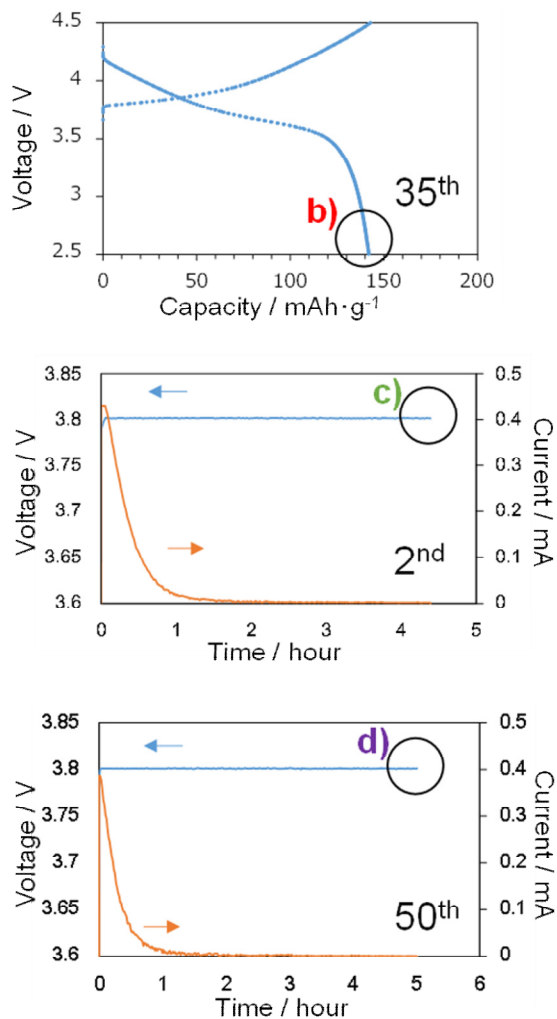 4.5
4
3.5
3
2.5
Voltage / V
b)
35th
0 50 100 150 200
Capacity / mAh·g-1
3.85
3.8
3.75
3.7
3.65
3.6
Voltage / V
c)
2nd
0.5
0.4
0.3
0.2
0.1
0
Current / mA
0 1 2 3 4 5
Time / hour
3.85
3.8
3.75
3.7
3.65
3.6
Voltage / V
d)
50th
0.5
0.4
0.3
0.2
0.1
0
Current / mA
0 1 2 3 4 5 6
Time / hour